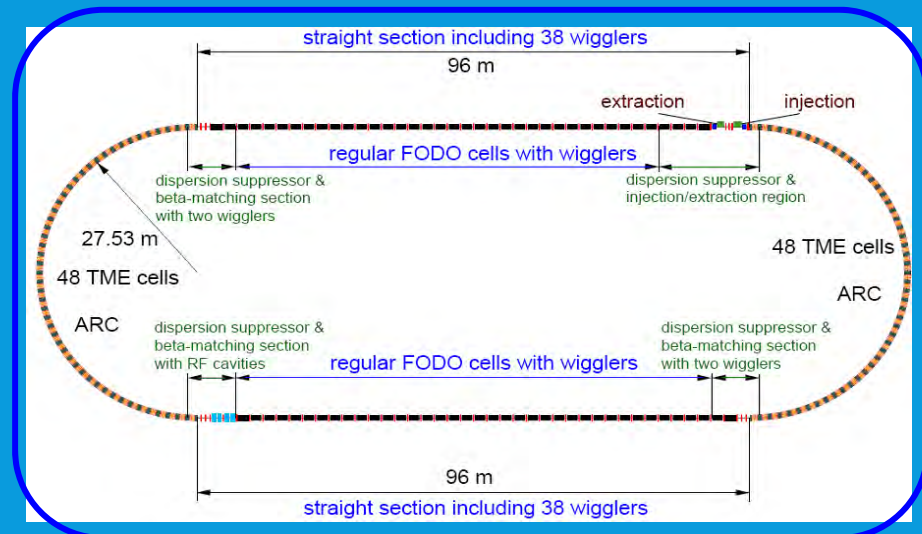 straight section including 38 wigglers
96 m
extraction
injection
regular FODO cells with wigglers
dispersion suppressor &
beta-matching section
with two wigglers
dispersion suppressor &
injection/extraction region
27.53 m
48 TME cells
ARC
48 TME cells
ARC
dispersion suppressor &
beta-matching section
with RF cavities
regular FODO cells with wigglers
dispersion suppressor &
beta-matching section
with two wigglers
96 m
straight section including 38 wigglers